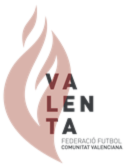 VA
LEN
TA
FEDERACIÓ FUTBOL
COMUNITAT VALENCIANA